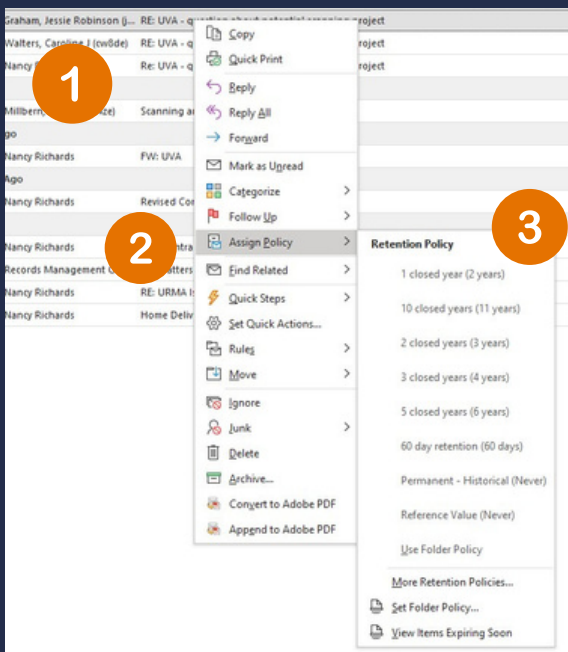 Graham, Jessie Robinson (j... RE: UVA - question about potential scanning project
Walters, Caroline J (cw8de) RE: UVA - q roject
Nancy Re: UVA - q roject
1
Scanning a
go
Nancy Richards FW: UVA
Ago
Nancy Richards Revised Co
Nancy Richards
Records Management atters
Nancy Richards RE: URMA I
Nancy Richards Home Deliv
2
Copy
Quick Print
Reply
Reply All
Forward
Mark as Unread
Categorize
Follow Up
Assign Policy
Find Related
Quick Steps
Set Quick Actions...
Rules
Move
Ignore
Junk
Delete
Archive...
Convert to Adobe PDF
Append to Adobe PDF
3
Retention Policy
1 closed year (2 years)
10 closed years (11 years)
2 closed years (3 years)
3 closed years (4 years)
5 closed years (6 years)
60 day retention (60 days)
Permanent - Historical (Never)
Reference Value (Never)
Use Folder Policy
More Retention Policies...
Set Folder Policy...
View Items Expiring Soon